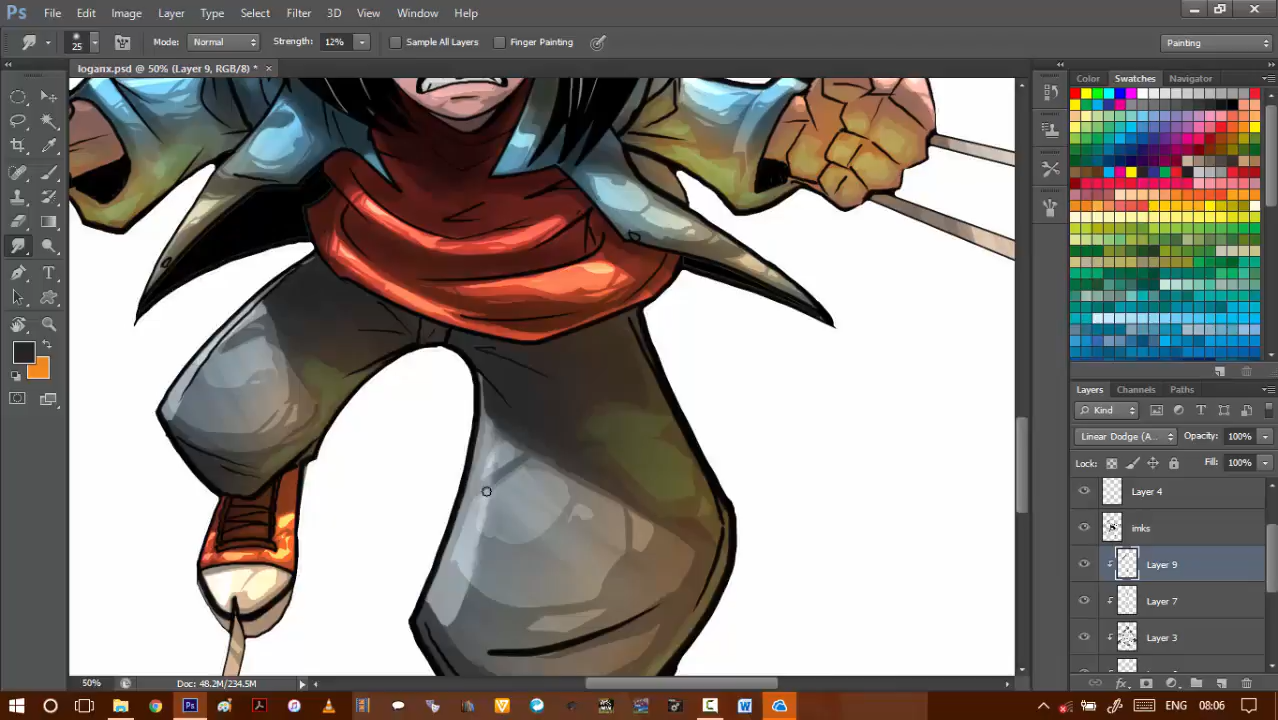 Ps File Edit Image Layer Type Select Filter 3D View Window Help
25 Mode: Normal Strength: 12% Sample All Layers Finger Painting Painting
loganx.psd @ 50% (Layer 9, RGB/8) * ×
Color Swatches Navigator
Layers Channels Paths
Kind
Linear Dodge (A... Opacity: 100%
Lock: Fill: 100%
Layer 4
imks
Layer 9
Layer 7
Layer 3
fx
50% Doc: 48.2M/234.5M
ENG 08:06